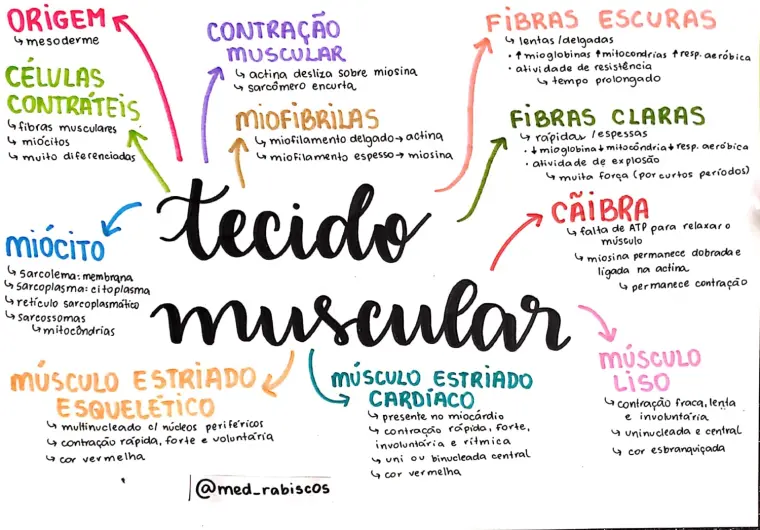 ORIGEM
↳ mesoderme
CÉLULAS
CONTRÁTEIS
↳ fibras musculares
↳ miócitos
↳ muito diferenciadas
CONTRAÇÃO
MUSCULAR
↳ actina desliza sobre miosina
↳ sarcômero encurta
MIOFIBRILAS
↳ miofilamento delgado → actina
↳ miofilamento espesso → miosina
FIBRAS ESCURAS
↳ lentas / delgadas
• ↑ mioglobinas ↑ mitocondrias ↑ resp. aeróbica
• atividade de resistência
↳ tempo prolongado
FIBRAS CLARAS
↳ rápidas / espessas
• ↓ mioglobina ↓ mitocôndria ↓ resp. aeróbica
• atividade de explosão
↳ muita força (por curtos períodos)
tecido
muscular
CÃIBRA
↳ falta de ATP para relaxar o
músculo
↳ miosina permanece dobrada e
ligada na actina
↳ permanece contração
MIÓCITO
↳ sarcolema: membrana
↳ sarcoplasma: citoplasma
↳ retículo sarcoplasmático
↳ sarcossomas
↳ mitocôndrias
MÚSCULO ESTRIADO
ESQUELÉTICO
↳ multinucleado c/ núcleos periféricos
↳ contração rápida, forte e voluntária
↳ cor vermelha
MÚSCULO ESTRIADO
CARDÍACO
↳ presente no miocárdio
↳ contração rápida, forte,
involuntária e rítmica
↳ uni ou binucleada central
↳ cor vermelha
MÚSCULO
LISO
↳ contração fraca, lenta
e involuntária
↳ uninucleada e central
↳ cor esbranquiçada
@med_rabiscos